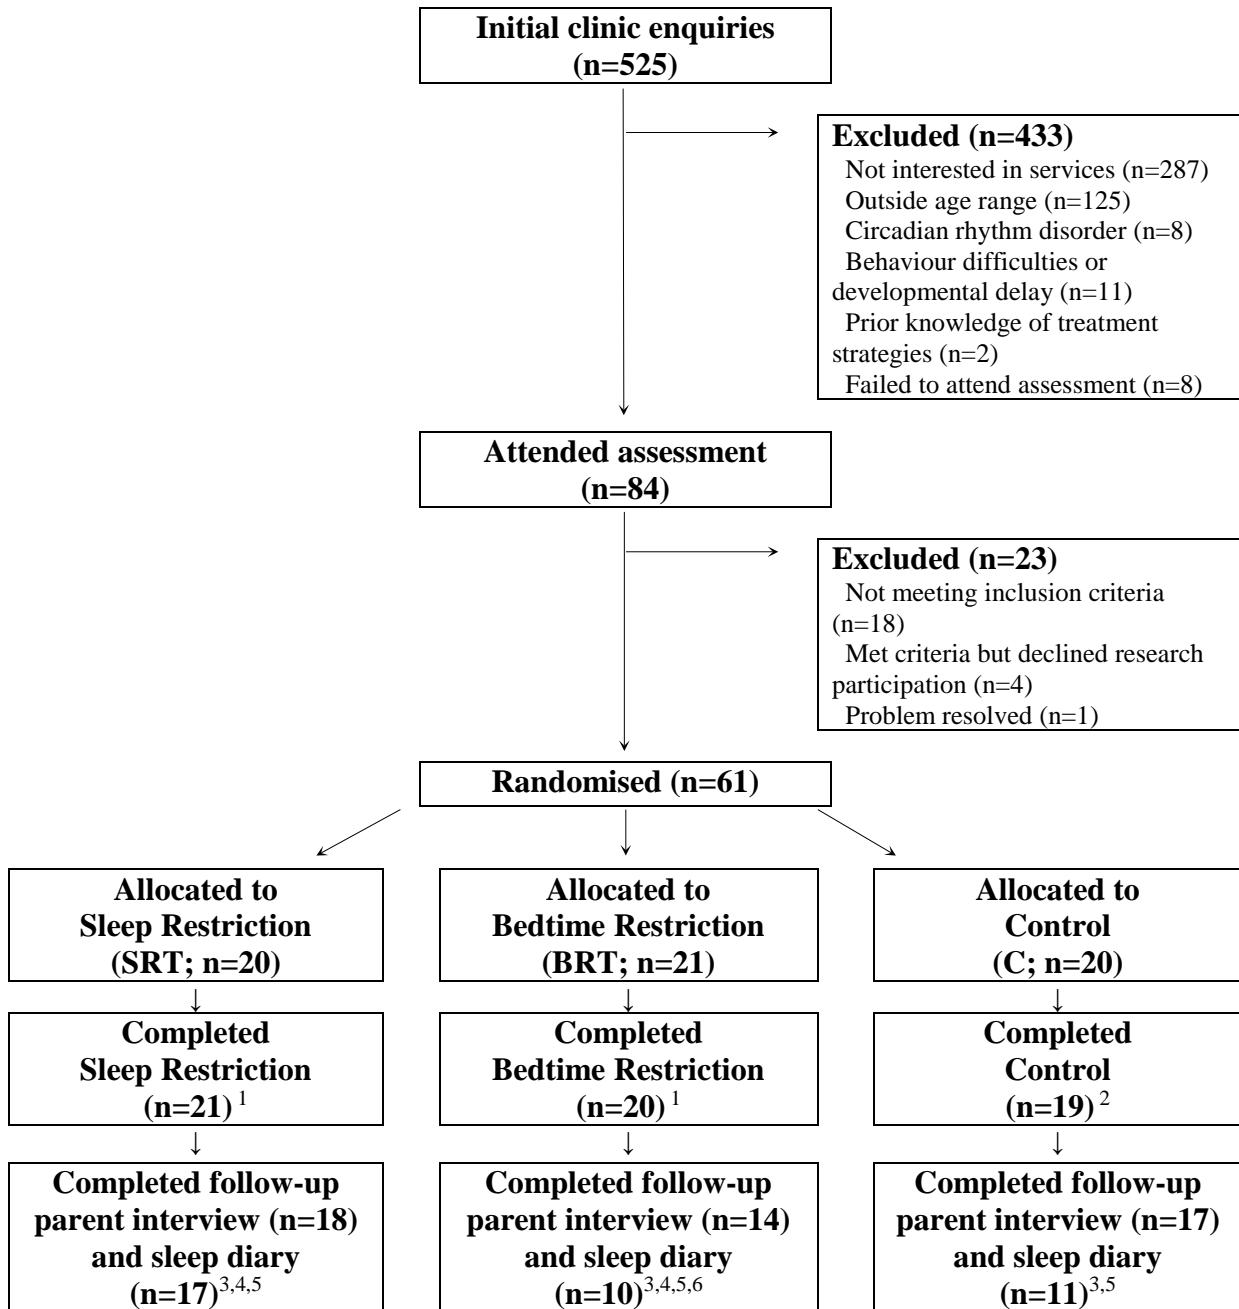 Initial clinic enquiries
(n=525)
Excluded (n=433)
Not interested in services (n=287)
Outside age range (n=125)
Circadian rhythm disorder (n=8)
Behaviour difficulties or
developmental delay (n=11)
Prior knowledge of treatment
strategies (n=2)
Failed to attend assessment (n=8)
Attended assessment
(n=84)
Excluded (n=23)
Not meeting inclusion criteria
(n=18)
Met criteria but declined research
participation (n=4)
Problem resolved (n=1)
Randomised (n=61)
Allocated to
Sleep Restriction
(SRT; n=20)
Allocated to
Bedtime Restriction
(BRT; n=21)
Allocated to
Control
(C; n=20)
Completed
Sleep Restriction
(n=21) 1
Completed
Bedtime Restriction
(n=20) 1
Completed
Control
(n=19) 2
Completed follow-up
parent interview (n=18)
and sleep diary
(n=17)3,4,5
Completed follow-up
parent interview (n=14)
and sleep diary
(n=10)3,4,5,6
Completed follow-up
parent interview (n=17)
and sleep diary
(n=11)3,5